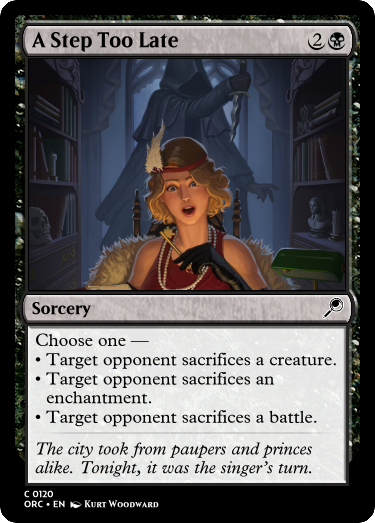 A Step Too Late 2
Sorcery
Choose one —
• Target opponent sacrifices a creature.
• Target opponent sacrifices an
enchantment.
• Target opponent sacrifices a battle.
The city took from paupers and princes
alike. Tonight, it was the singer's turn.
C 0120
ORC • EN Kurt Woodward